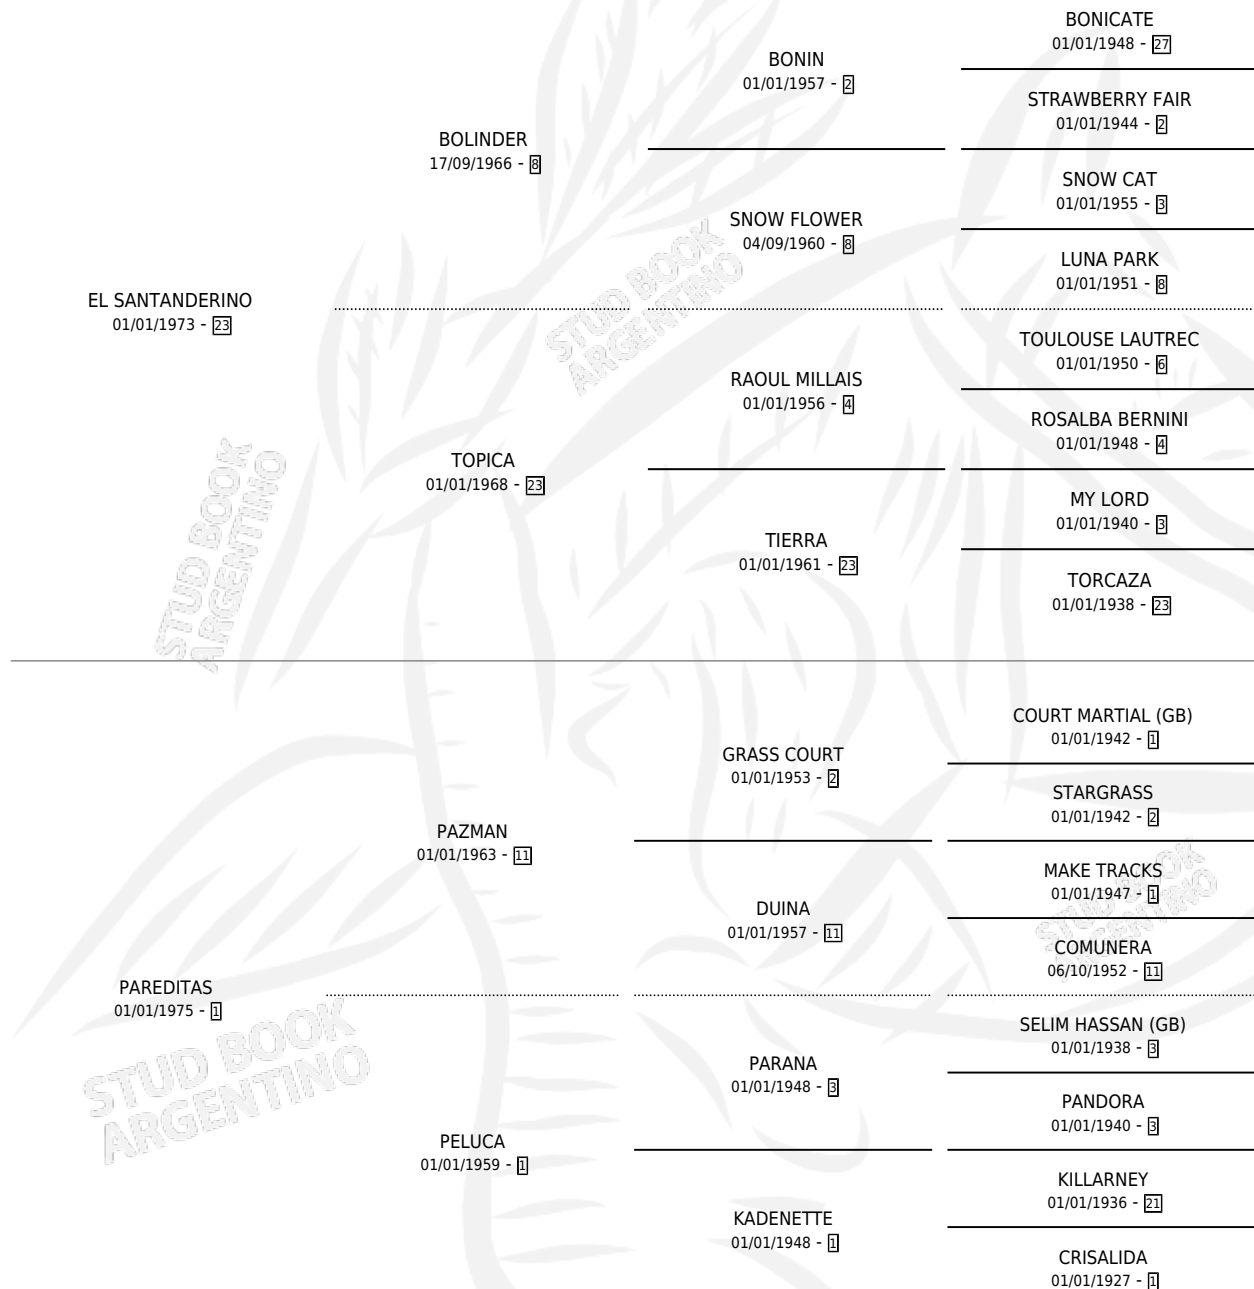 BONICATE
01/01/1948 - 27
BONIN
01/01/1957 - 2
STRAWBERRY FAIR
01/01/1944 - 2
BOLINDER
17/09/1966 - 8
SNOW CAT
01/01/1955 - 3
SNOW FLOWER
04/09/1960 - 8
LUNA PARK
01/01/1951 - 8
EL SANTANDERINO
01/01/1973 - 23
TOULOUSE LAUTREC
01/01/1950 - 6
RAOUL MILLAIS
01/01/1956 - 4
ROSALBA BERNINI
01/01/1948 - 4
TOPICA
01/01/1968 - 23
MY LORD
01/01/1940 - 3
TIERRA
01/01/1961 - 23
TORCAZA
01/01/1938 - 23
STUD BOOK
ARGENTINO
STUD BOOK
ARGENTINO
COURT MARTIAL (GB)
01/01/1942 - 1
GRASS COURT
01/01/1953 - 2
STARGRASS
01/01/1942 - 2
PAZMAN
01/01/1963 - 11
MAKE TRACKS
01/01/1947 - 1
DUINA
01/01/1957 - 11
COMUNERA
06/10/1952 - 11
STUD BOOK
ARGENTINO
PAREDITAS
01/01/1975 - 1
SELIM HASSAN (GB)
01/01/1938 - 3
PARANA
01/01/1948 - 3
PANDORA
01/01/1940 - 3
STUD BOOK
ARGENTINO
PELUCA
01/01/1959 - 1
KILLARNEY
01/01/1936 - 21
KADENETTE
01/01/1948 - 1
CRISALIDA
01/01/1927 - 1